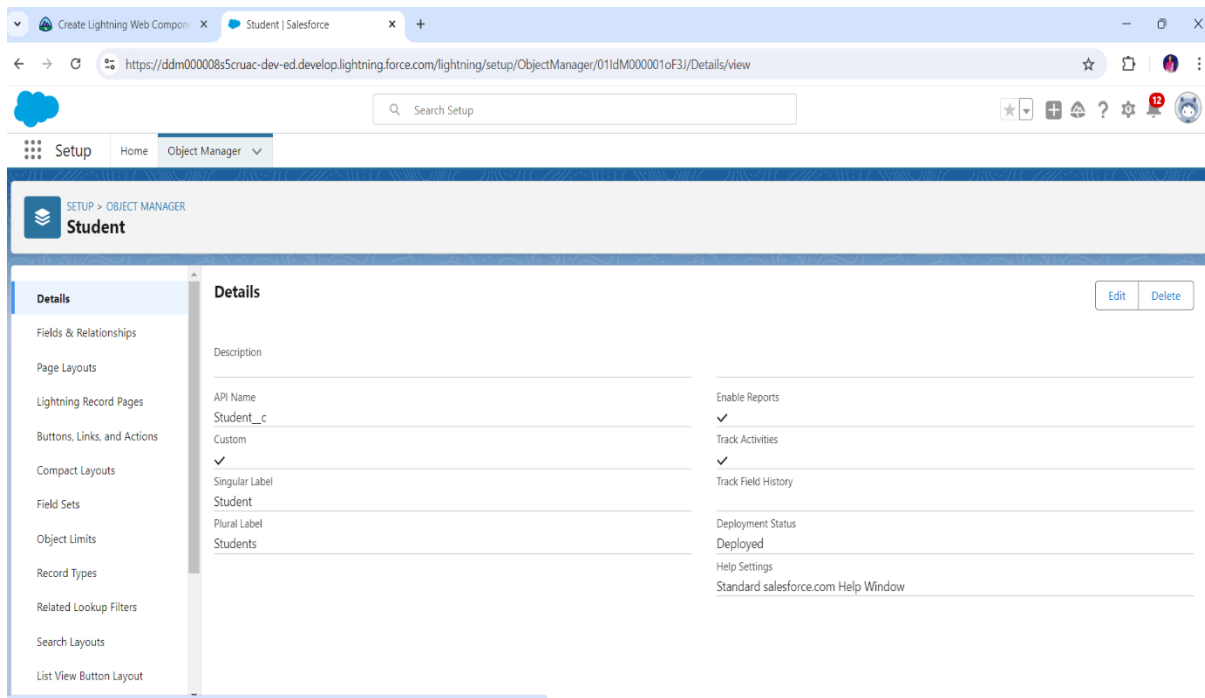 Create Lightning Web Compon
Student | Salesforce
https://ddm000008s5cruac-dev-ed.develop.lightning.force.com/lightning/setup/ObjectManager/01IdM000001oF3J/Details/view
Search Setup
12
Setup
Home
Object Manager
SETUP > OBJECT MANAGER
Student
Details
Fields & Relationships
Page Layouts
Lightning Record Pages
Buttons, Links, and Actions
Compact Layouts
Field Sets
Object Limits
Record Types
Related Lookup Filters
Search Layouts
List View Button Layout
Details
Edit
Delete
Description
API Name
Student__c
Custom
Singular Label
Student
Plural Label
Students
Enable Reports
Track Activities
Track Field History
Deployment Status
Deployed
Help Settings
Standard salesforce.com Help Window